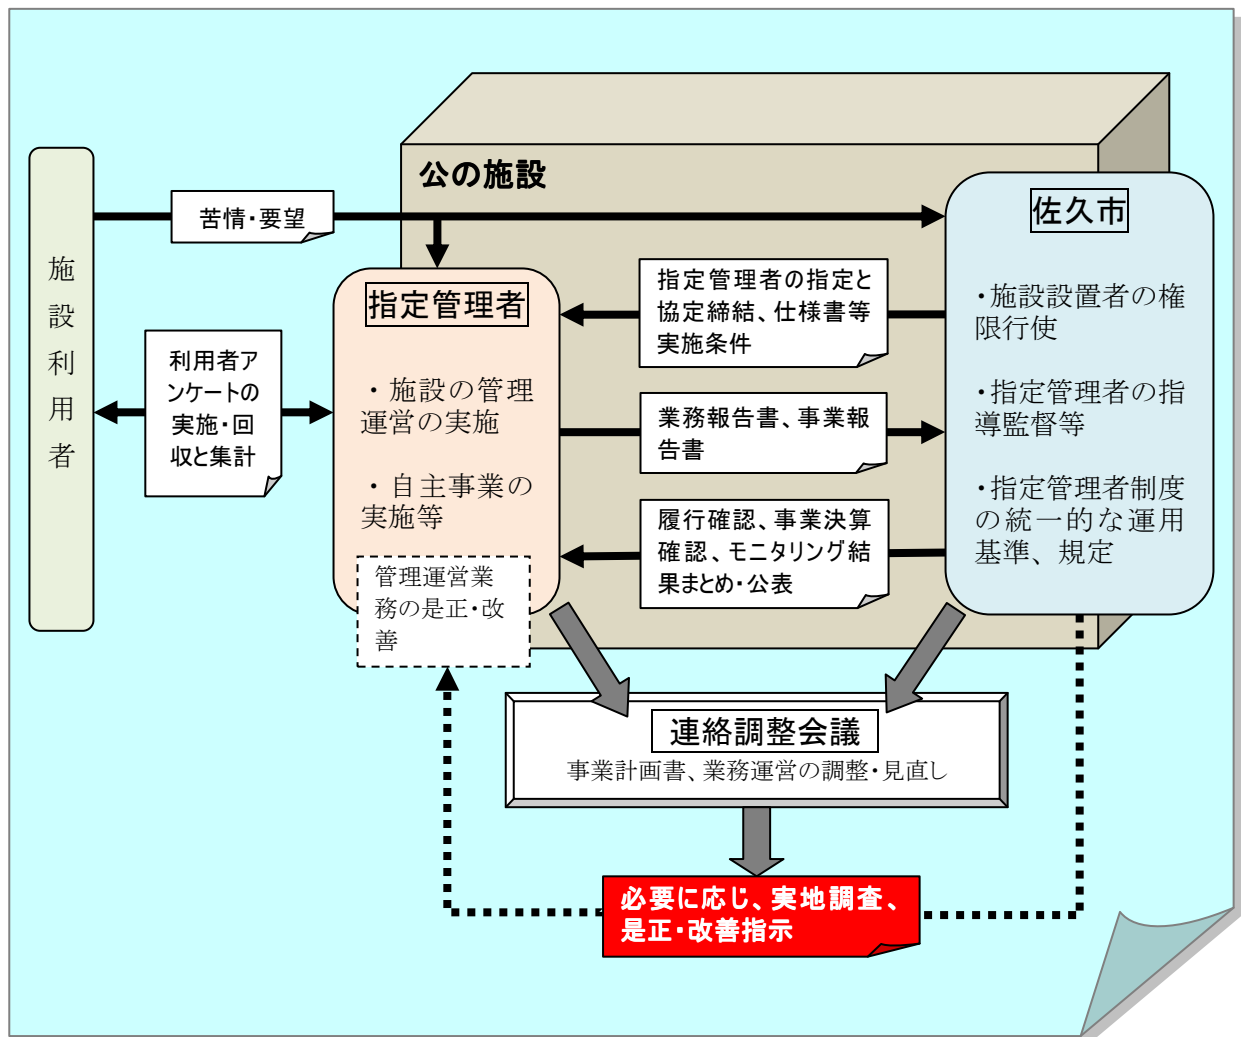 公の施設
施設利用者
苦情・要望
利用者ア
ンケートの
実施・回
収と集計
指定管理者
・施設の管理
運営の実施
・自主事業の
実施等
管理運営業
務の是正・改
善
指定管理者の指定と
協定締結、仕様書等
実施条件
業務報告書、事業報
告書
履行確認、事業決算
確認、モニタリング結
果まとめ・公表
佐久市
・施設設置者の権
限行使
・指定管理者の指
導監督等
・指定管理者制度
の統一的な運用
基準、規定
連絡調整会議
事業計画書、業務運営の調整・見直し
必要に応じ、実地調査、
是正・改善指示